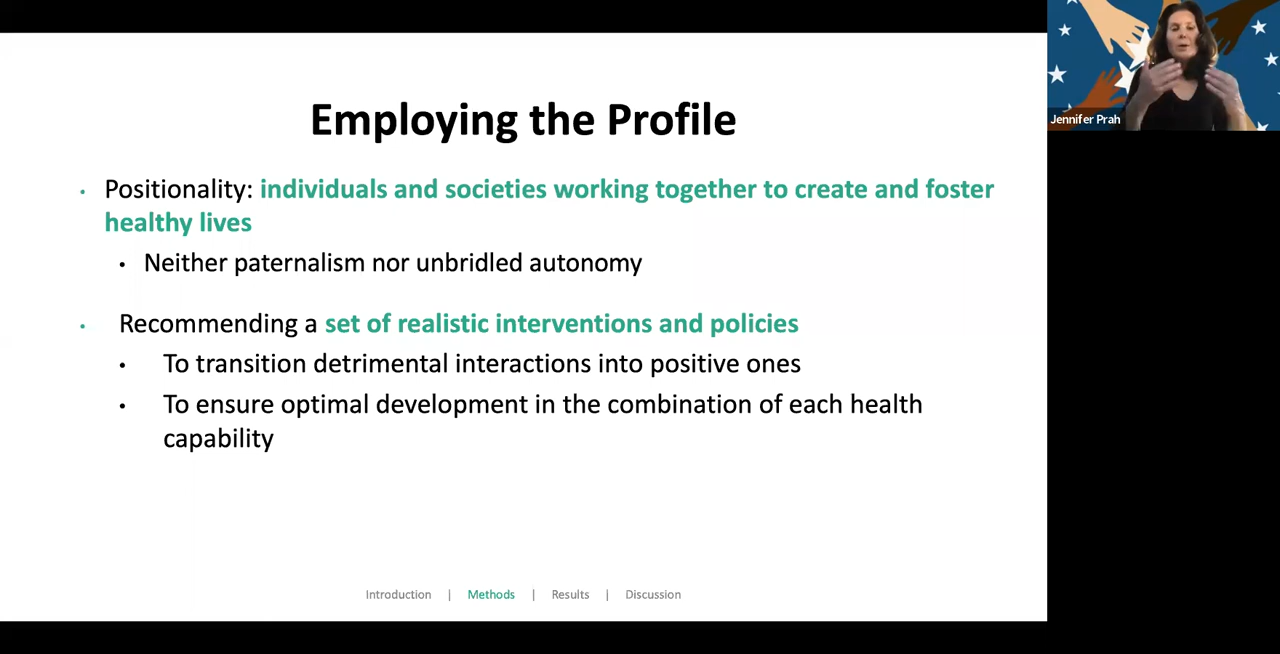 Employing the Profile
• Positionality: individuals and societies working together to create and foster
healthy lives
• Neither paternalism nor unbridled autonomy
• Recommending a set of realistic interventions and policies
• To transition detrimental interactions into positive ones
• To ensure optimal development in the combination of each health
capability
Introduction | Methods | Results | Discussion
Jennifer Prah